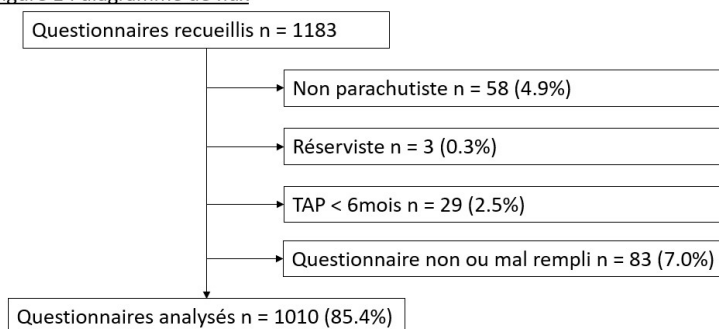 Questionnaires recueillis n = 1183
Non parachutiste n = 58 (4.9%)
Réserviste n = 3 (0.3%)
TAP < 6mois n = 29 (2.5%)
Questionnaire non ou mal rempli n = 83 (7.0%)
Questionnaires analysés n = 1010 (85.4%)